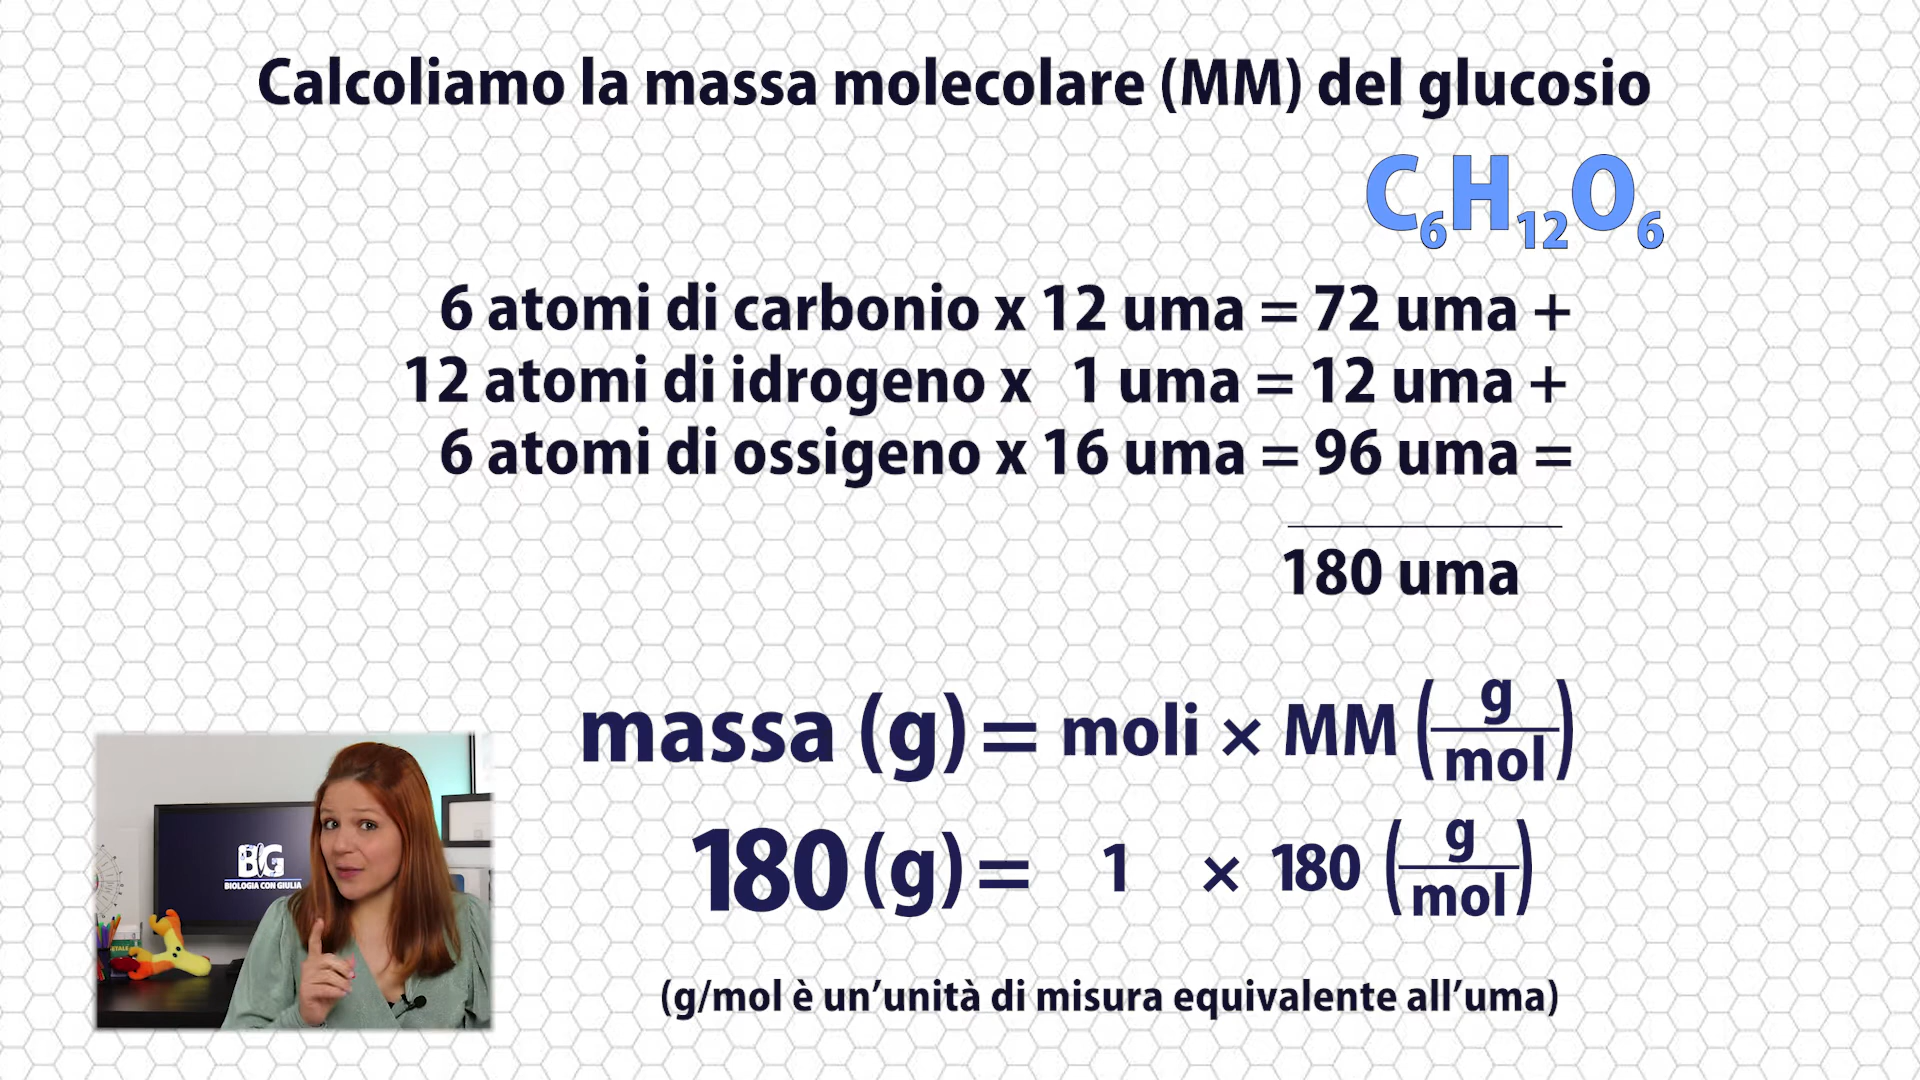 Calcoliamo la massa molecolare (MM) del glucosio
C₆H₁₂O₆
6 atomi di carbonio x 12 uma = 72 uma +
12 atomi di idrogeno x 1 uma = 12 uma +
6 atomi di ossigeno x 16 uma = 96 uma =
180 uma
massa (g) = moli × MM (g/mol)
180 (g) = 1 × 180 (g/mol)
(g/mol è un’unità di misura equivalente all’uma)
BG
BIOLOGIA CON GIULIA